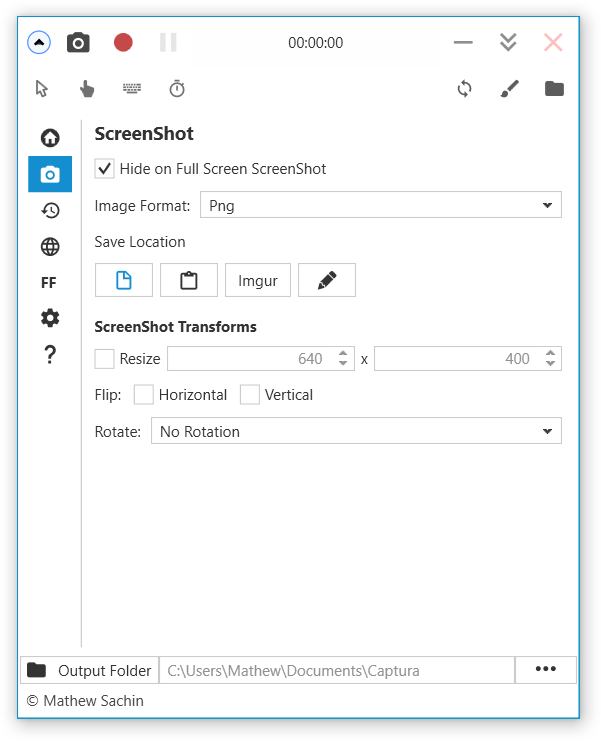 00:00:00
ScreenShot
Hide on Full Screen ScreenShot
Image Format: Png
Save Location
Imgur
FF
ScreenShot Transforms
? Resize 640 x 400
Flip: Horizontal Vertical
Rotate: No Rotation
Output Folder C:\Users\Mathew\Documents\Captura •••
© Mathew Sachin